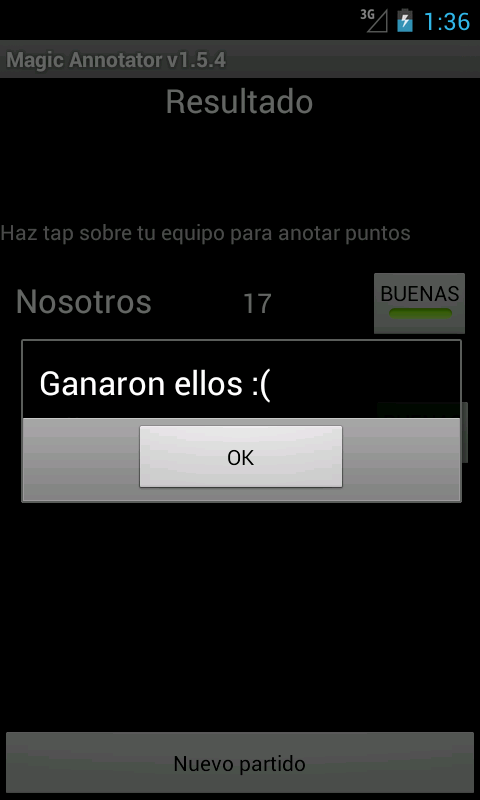 3G 1:36
Magic Annotator v1.5.4
Resultado
Haz tap sobre tu equipo para anotar puntos
Nosotros 17 BUENAS
Ganaron ellos :(
OK
Nuevo partido